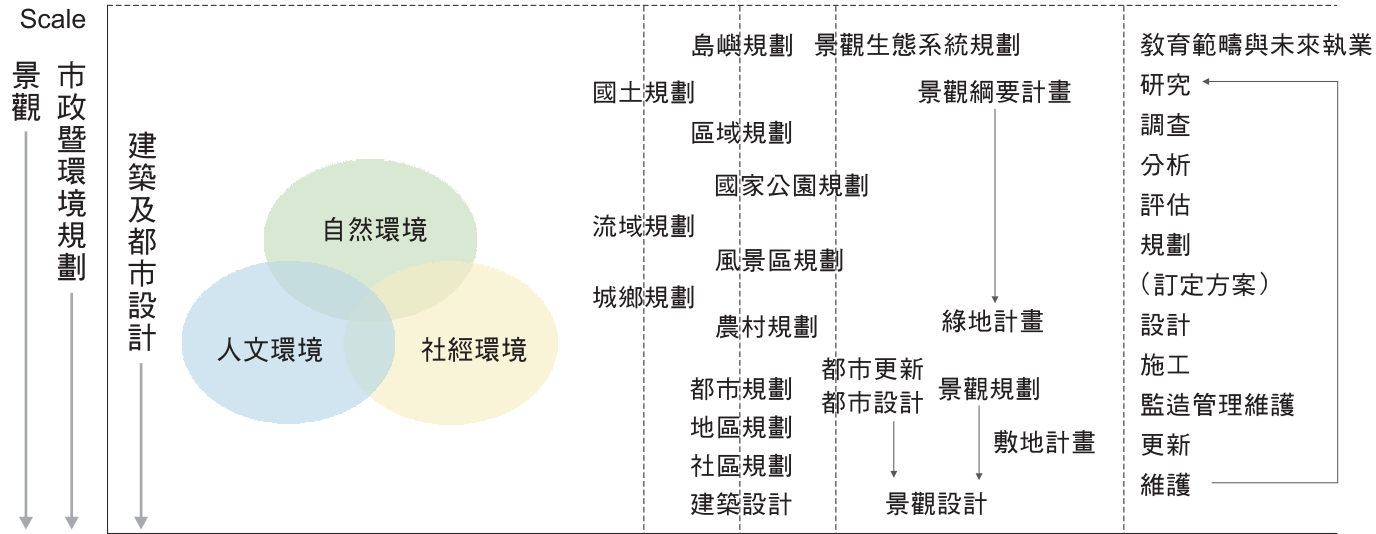 Scale
景觀
市政暨環境規劃
建築及都市設計
自然環境
人文環境
社經環境
島嶼規劃
國土規劃
區域規劃
國家公園規劃
流域規劃
風景區規劃
城鄉規劃
農村規劃
都市規劃
地區規劃
社區規劃
建築設計
景觀生態系統規劃
景觀綱要計畫
綠地計畫
都市更新
都市設計
景觀規劃
敷地計畫
景觀設計
教育範疇與未來執業
研究
調查
分析
評估
規劃
（訂定方案）
設計
施工
監造管理維護
更新
維護